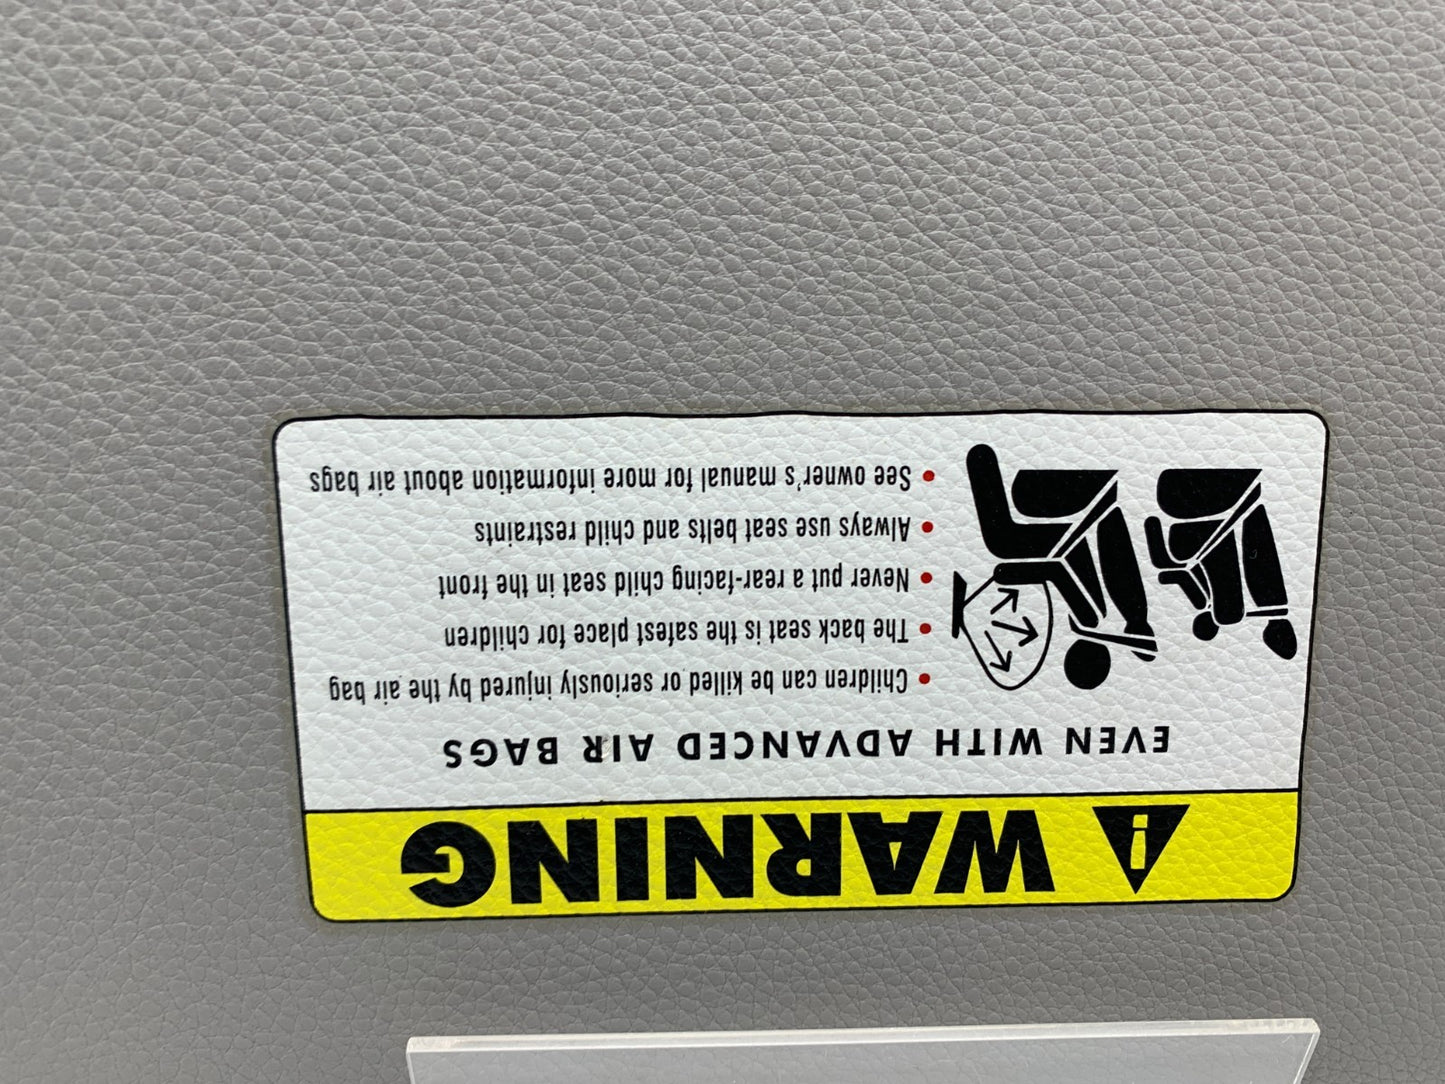 WARNING
EVEN WITH ADVANCED AIR BAGS
• Children can be killed or seriously injured by the air bag
• The back seat is the safest place for children
• Never put a rear-facing child seat in the front
• Always use seat belts and child restraints
• See owner's manual for more information about air bags